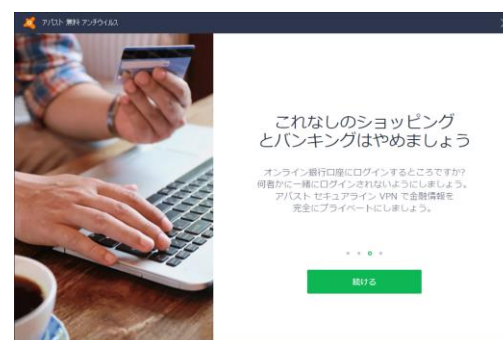 アバスト 無料 アンチウイルス
これなしのショッピング
とバンキングはやめましょう
オンライン銀行口座にログインするところですか?
何者かに一緒にログインされないようにしましょう。
アバスト セキュアライン VPN で金融情報を
完全にプライベートにしましょう。
続ける